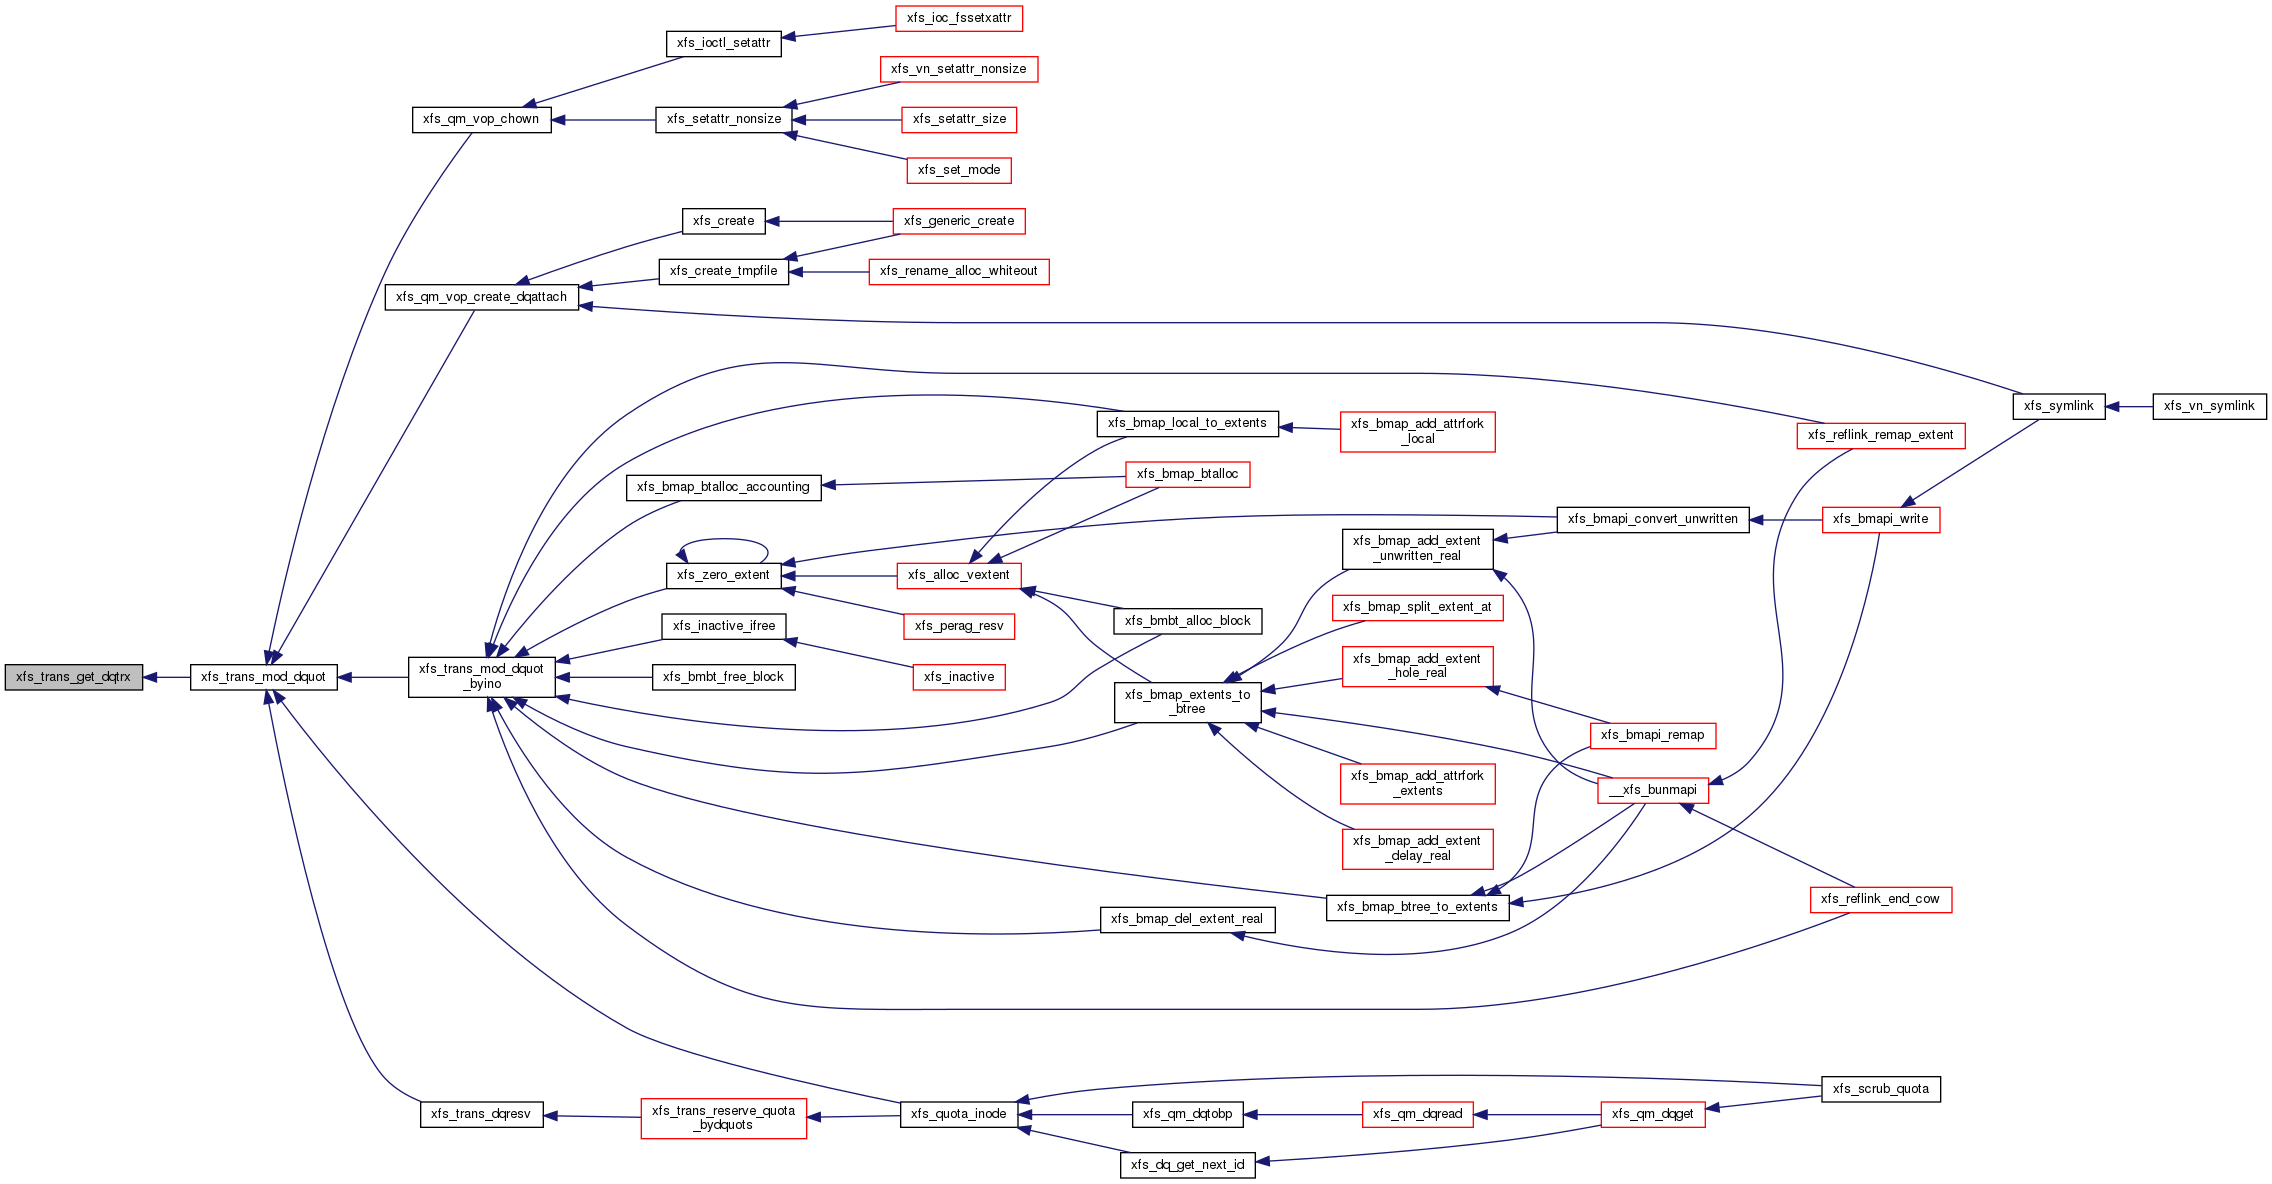 xfs_ioc_fssetxattr
xfs_ioctl_setattr
xfs_vn_setattr_nonsize
xfs_qm_vop_chown
xfs_setattr_nonsize
xfs_setattr_size
xfs_set_mode
xfs_create
xfs_generic_create
xfs_create_tmpfile
xfs_rename_alloc_whiteout
xfs_qm_vop_create_dqattach
xfs_symlink
xfs_vn_symlink
xfs_bmap_local_to_extents
xfs_bmap_add_attrfork
_local
xfs_reflink_remap_extent
xfs_bmap_btalloc_accounting
xfs_bmap_btalloc
xfs_bmapi_convert_unwritten
xfs_bmapi_write
xfs_bmap_add_extent
_unwritten_real
xfs_zero_extent
xfs_alloc_vextent
xfs_bmap_split_extent_at
xfs_inactive_ifree
xfs_perag_resv
xfs_bmbt_alloc_block
xfs_trans_get_dqtrx
xfs_trans_mod_dquot
xfs_trans_mod_dquot
_byino
xfs_bmbt_free_block
xfs_inactive
xfs_bmap_add_extent
_hole_real
xfs_bmap_extents_to
_btree
xfs_bmapi_remap
xfs_bmap_add_attrfork
_extents
__xfs_bunmapi
xfs_bmap_add_extent
_delay_real
xfs_bmap_btree_to_extents
xfs_reflink_end_cow
xfs_bmap_del_extent_real
xfs_scrub_quota
xfs_trans_dqresv
xfs_trans_reserve_quota
_bydquots
xfs_quota_inode
xfs_qm_dqtobp
xfs_qm_dqread
xfs_qm_dqget
xfs_dq_get_next_id